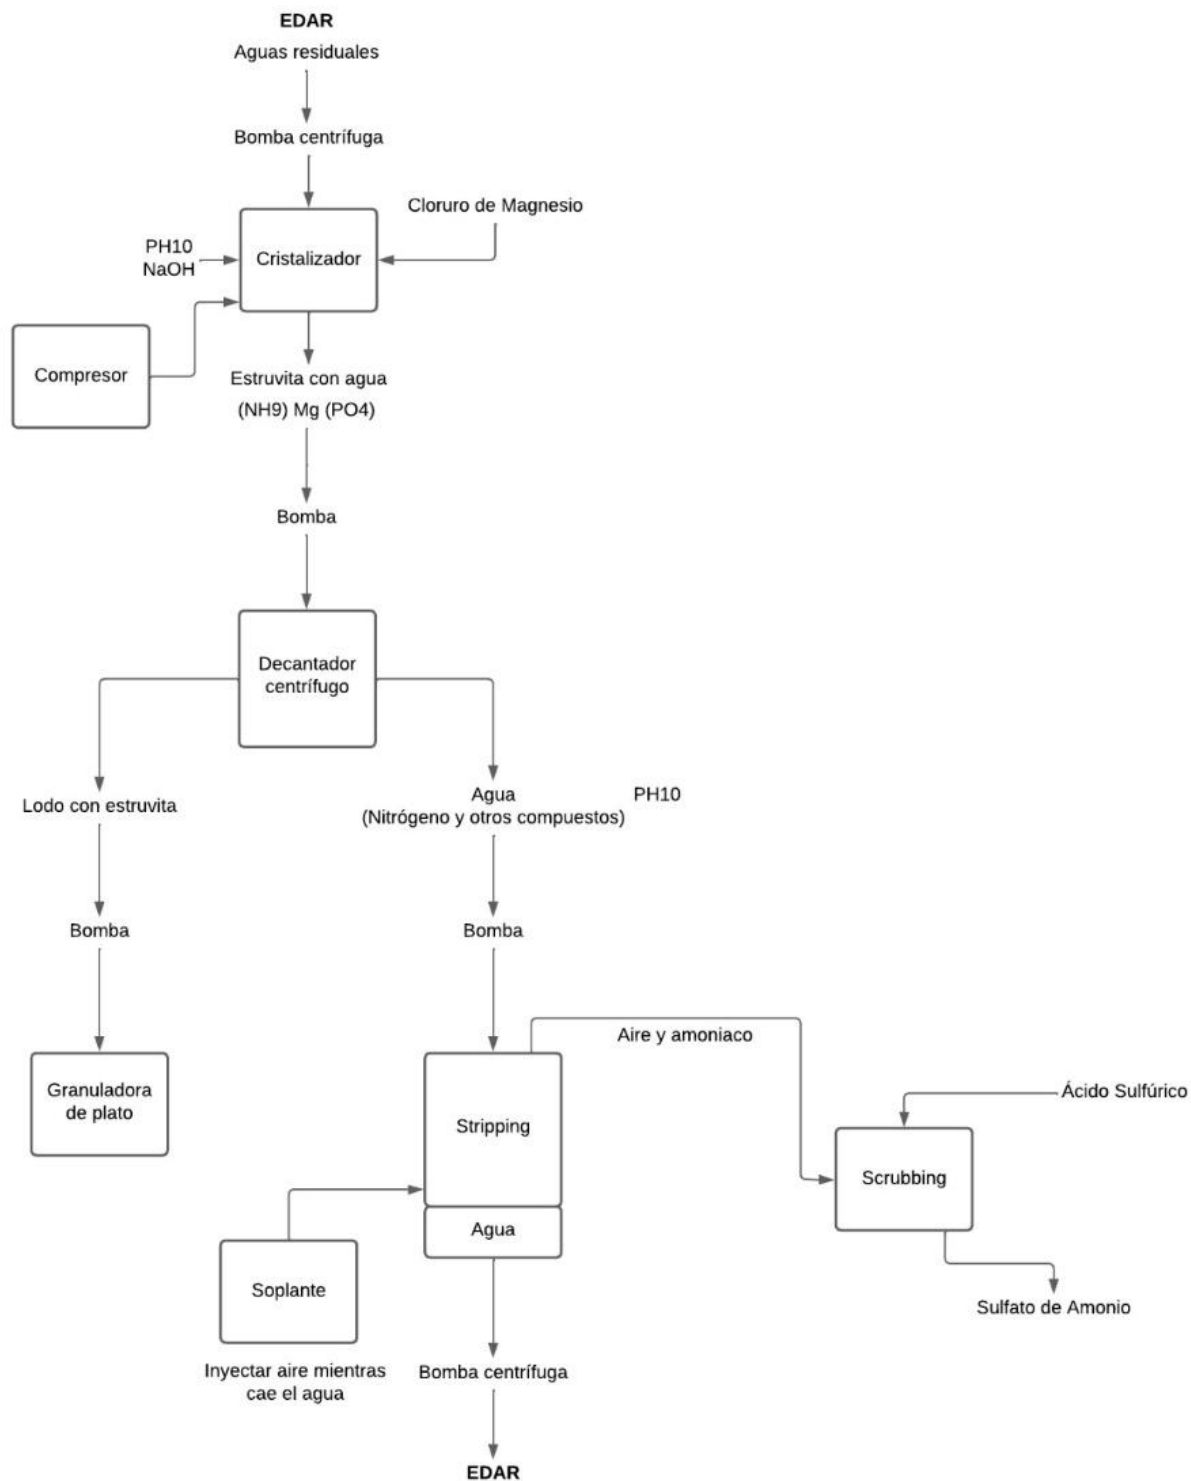 EDAR
Aguas residuales
Bomba centrífuga
Cloruro de Magnesio
PH10
NaOH
Cristalizador
Compresor
Estruvita con agua
(NH9) Mg (PO4)
Bomba
Decantador
centrífugo
Lodo con estruvita
Agua
(Nitrógeno y otros compuestos)
PH10
Bomba
Bomba
Aire y amoniaco
Granuladora
de plato
Stripping
Ácido Sulfúrico
Scrubbing
Agua
Soplante
Sulfato de Amonio
Inyectar aire mientras
cae el agua
Bomba centrífuga
EDAR